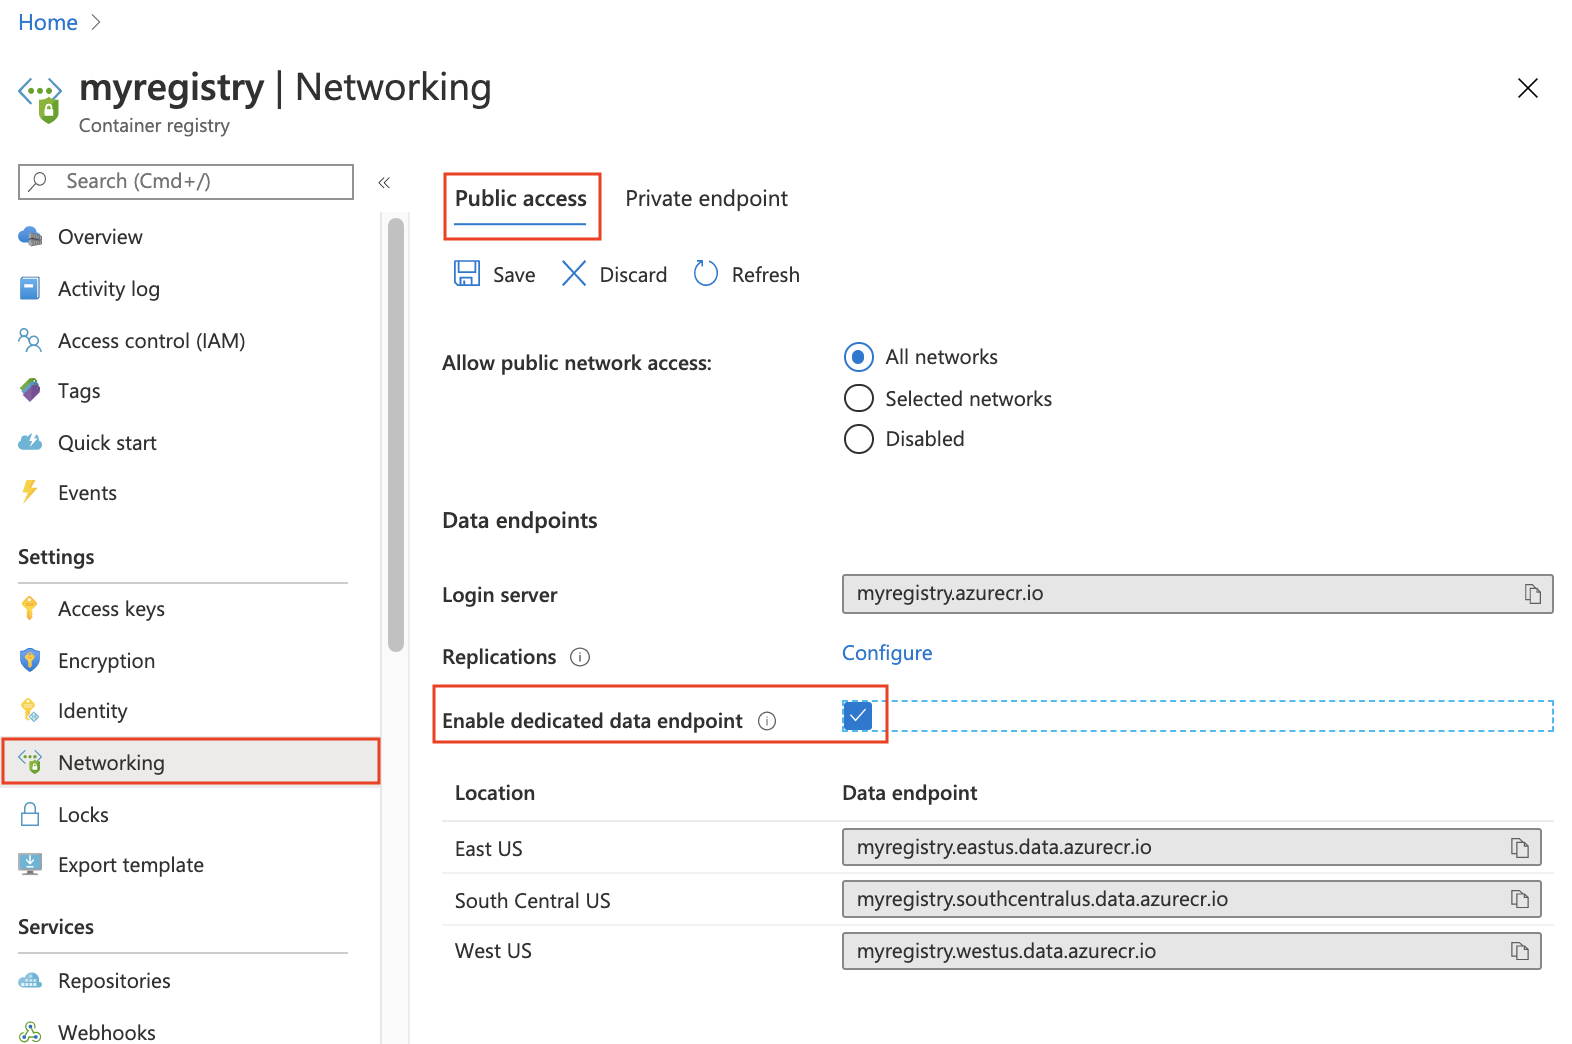 Home
myregistry | Networking
Container registry
Search (Cmd+/)
«
Overview
Activity log
Access control (IAM)
Tags
Quick start
Events
Settings
Access keys
Encryption
Identity
Networking
Locks
Export template
Services
Repositories
Webhooks
Public access Private endpoint
Save Discard Refresh
Allow public network access:
All networks
Selected networks
Disabled
Data endpoints
Login server myregistry.azurecr.io
Replications Configure
Enable dedicated data endpoint
Location Data endpoint
East US myregistry.eastus.data.azurecr.io
South Central US myregistry.southcentralus.data.azurecr.io
West US myregistry.westus.data.azurecr.io